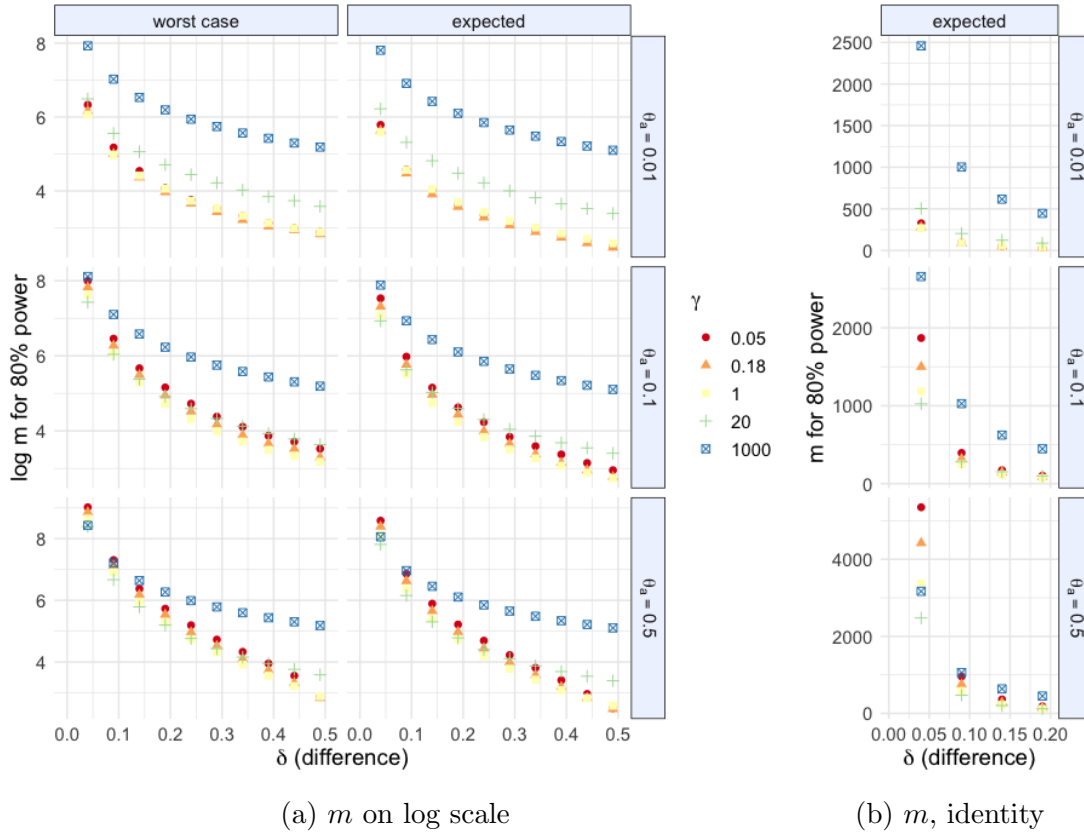 worst case
expected
expected
8
6
4
θa = 0.01
8
6
4
θa = 0.1
8
6
4
θa = 0.5
log m for 80% power
0.0 0.1 0.2 0.3 0.4 0.5
0.0 0.1 0.2 0.3 0.4 0.5
δ (difference)
γ
0.05
0.18
1
20
1000
2500
2000
1500
1000
500
0
θa = 0.01
2000
1000
0
θa = 0.1
4000
2000
0
θa = 0.5
m for 80% power
0.00 0.05 0.10 0.15 0.20
δ (difference)
(a) m on log scale
(b) m, identity